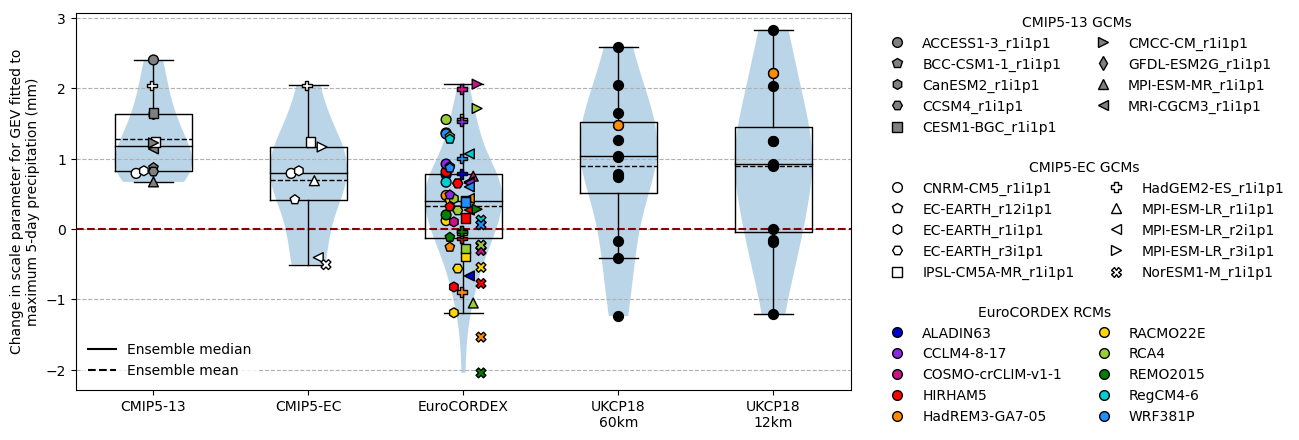 Change in scale parameter for GEV fitted to
maximum 5-day precipitation (mm)
3
2
1
0
−1
−2
Ensemble median
Ensemble mean
CMIP5-13
CMIP5-EC
EuroCORDEX
UKCP18
60km
UKCP18
12km
CMIP5-13 GCMs
ACCESS1-3_r1i1p1
BCC-CSM1-1_r1i1p1
CanESM2_r1i1p1
CCSM4_r1i1p1
CESM1-BGC_r1i1p1
CMCC-CM_r1i1p1
GFDL-ESM2G_r1i1p1
MPI-ESM-MR_r1i1p1
MRI-CGCM3_r1i1p1
CMIP5-EC GCMs
CNRM-CM5_r1i1p1
EC-EARTH_r12i1p1
EC-EARTH_r1i1p1
EC-EARTH_r3i1p1
IPSL-CM5A-MR_r1i1p1
HadGEM2-ES_r1i1p1
MPI-ESM-LR_r1i1p1
MPI-ESM-LR_r2i1p1
MPI-ESM-LR_r3i1p1
NorESM1-M_r1i1p1
EuroCORDEX RCMs
ALADIN63
CCLM4-8-17
COSMO-crCLIM-v1-1
HIRHAM5
HadREM3-GA7-05
RACMO22E
RCA4
REMO2015
RegCM4-6
WRF381P